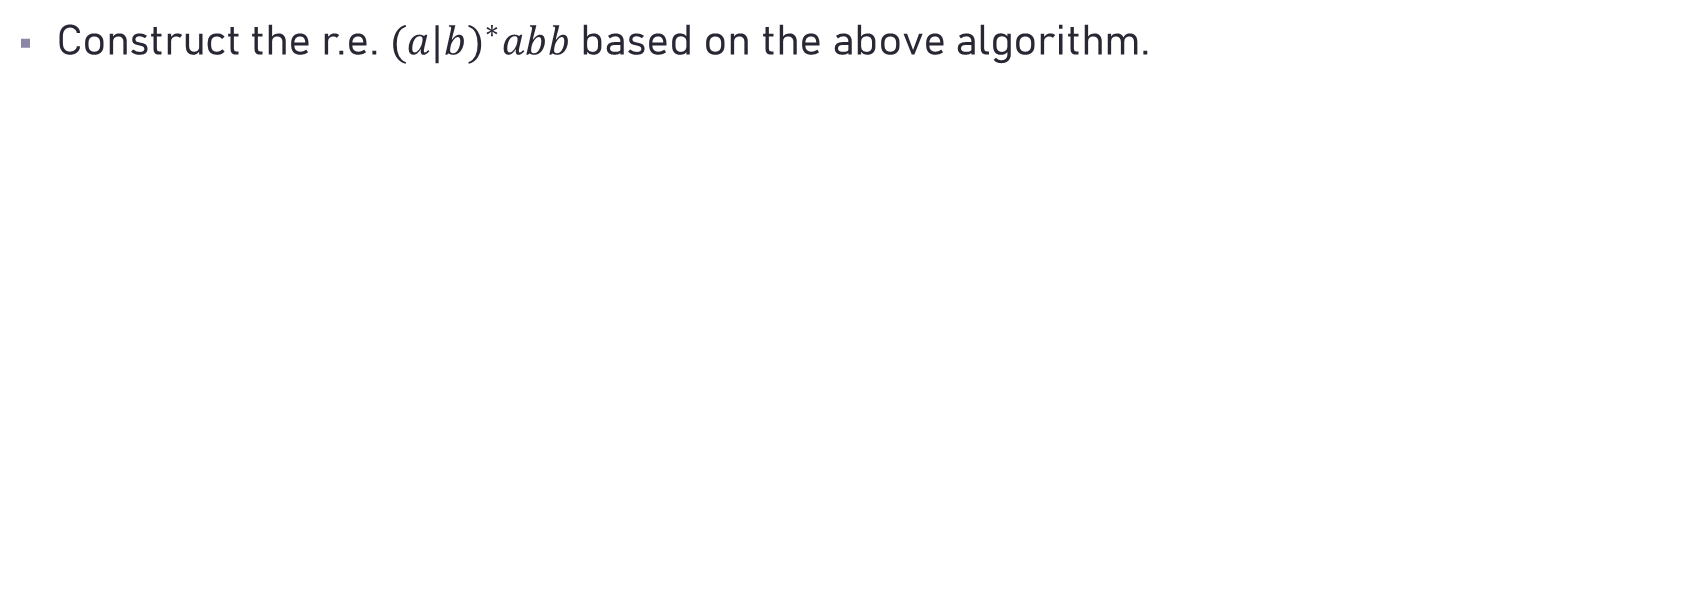 ▪ Construct the r.e. (a|b)*abb based on the above algorithm.